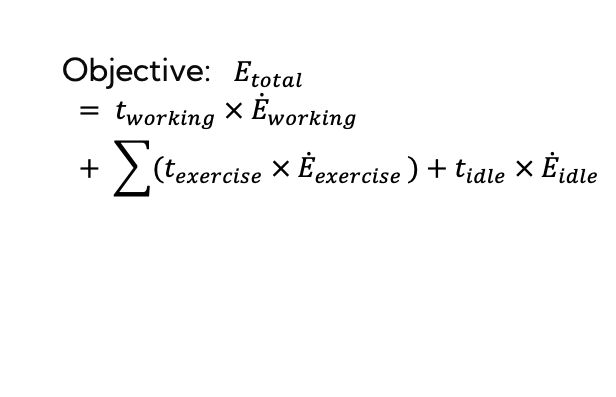 Objective: E_total
= t_working × Ė_working
+ ∑(t_exercise × Ė_exercise) + t_idle × Ė_idle